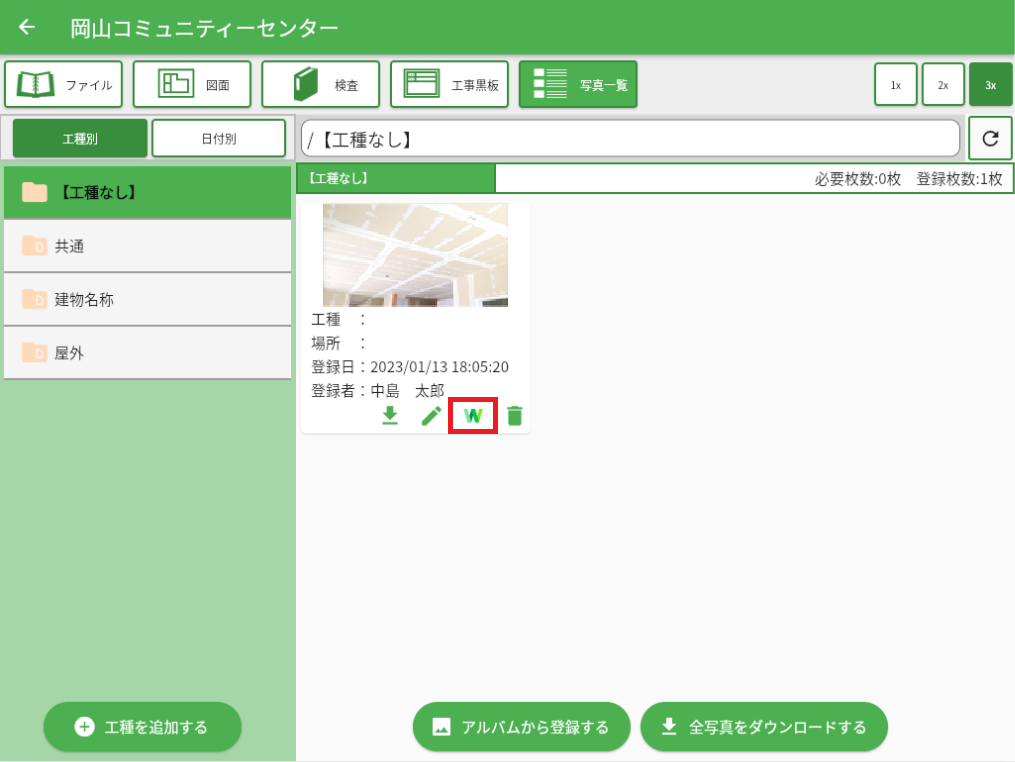 岡山コミュニティーセンター
ファイル
図面
検査
工事黒板
写真一覧
1x
2x
3x
工種別
日付別
/【工種なし】
【工種なし】
共通
建物名称
屋外
【工種なし】
必要枚数:0枚 登録枚数:1枚
工種 :
場所 :
登録日：2023/01/13 18:05:20
登録者：中島 太郎
W
工種を追加する
アルバムから登録する
全写真をダウンロードする